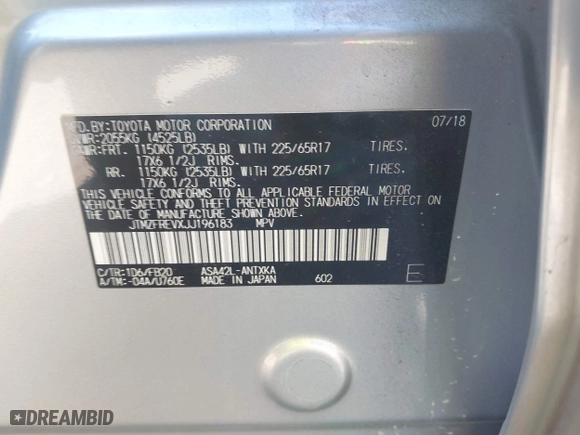 MFD.BY:TOYOTA MOTOR CORPORATION 07/18
GVWR:2055KG (4525LB)
GAWR:FRT. 1150KG (2535LB) WITH 225/65R17 TIRES.
17X6 1/2J RIMS.
RR. 1150KG (2535LB) WITH 225/65R17 TIRES.
17X6 1/2J RIMS.
THIS VEHICLE CONFORMS TO ALL APPLICABLE FEDERAL MOTOR
VEHICLE SAFETY AND THEFT PREVENTION STANDARDS IN
EFFECT ON THE DATE OF MANUFACTURE SHOWN ABOVE.
JTMZFREVXJJ196183 MPV
C/TR:1D6/FB20 ASA42L-ANTXKA E
A/TM:-04A/U760E MADE IN JAPAN 602
DREAMBID